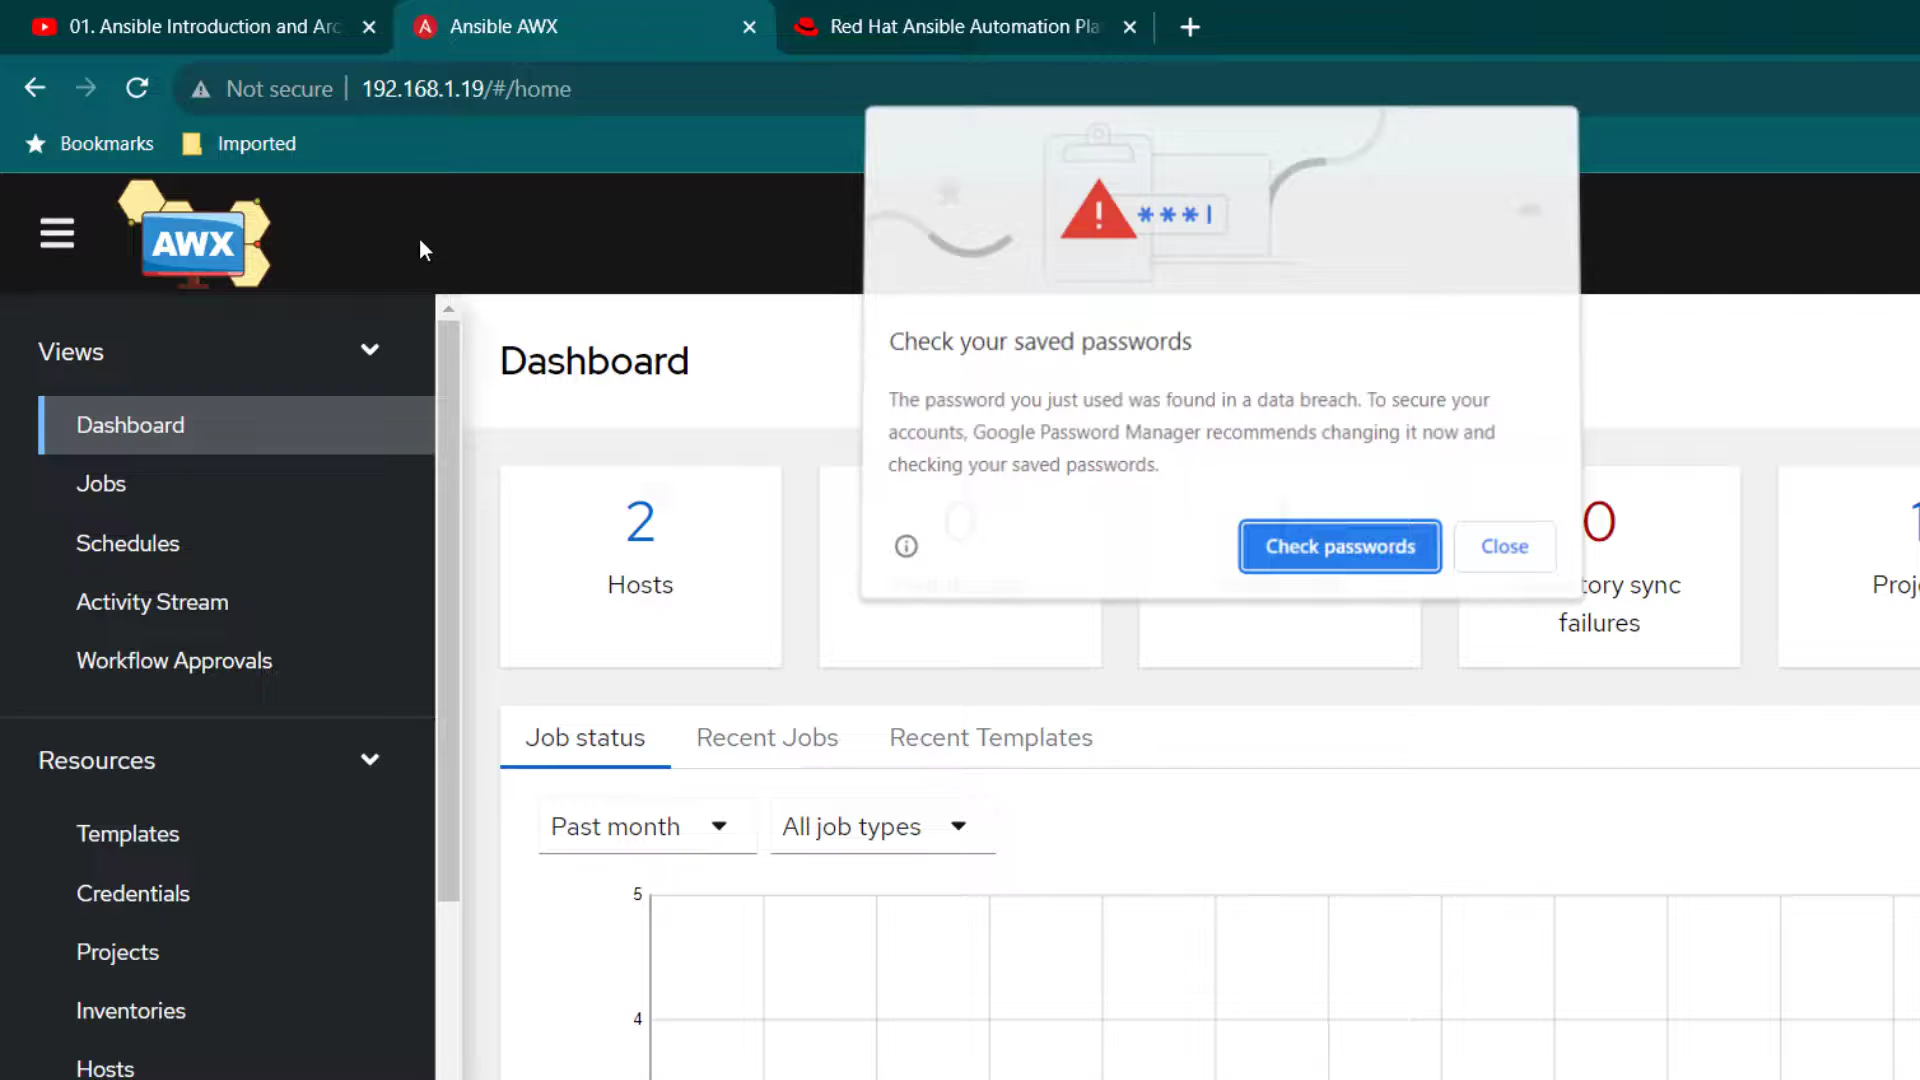 01. Ansible Introduction and Arc
Ansible AWX
Red Hat Ansible Automation Pla
Not secure
192.168.1.19/#/home
Bookmarks
Imported
AWX
***
Views
Dashboard
Jobs
Schedules
Activity Stream
Workflow Approvals
Resources
Templates
Credentials
Projects
Inventories
Hosts
Dashboard
Check your saved passwords
The password you just used was found in a data breach. To secure your
accounts, Google Password Manager recommends changing it now and
checking your saved passwords.
Check passwords
Close
2
Hosts
0
0
tory sync
failures
1
Proj
Job status
Recent Jobs
Recent Templates
Past month
All job types
5
4